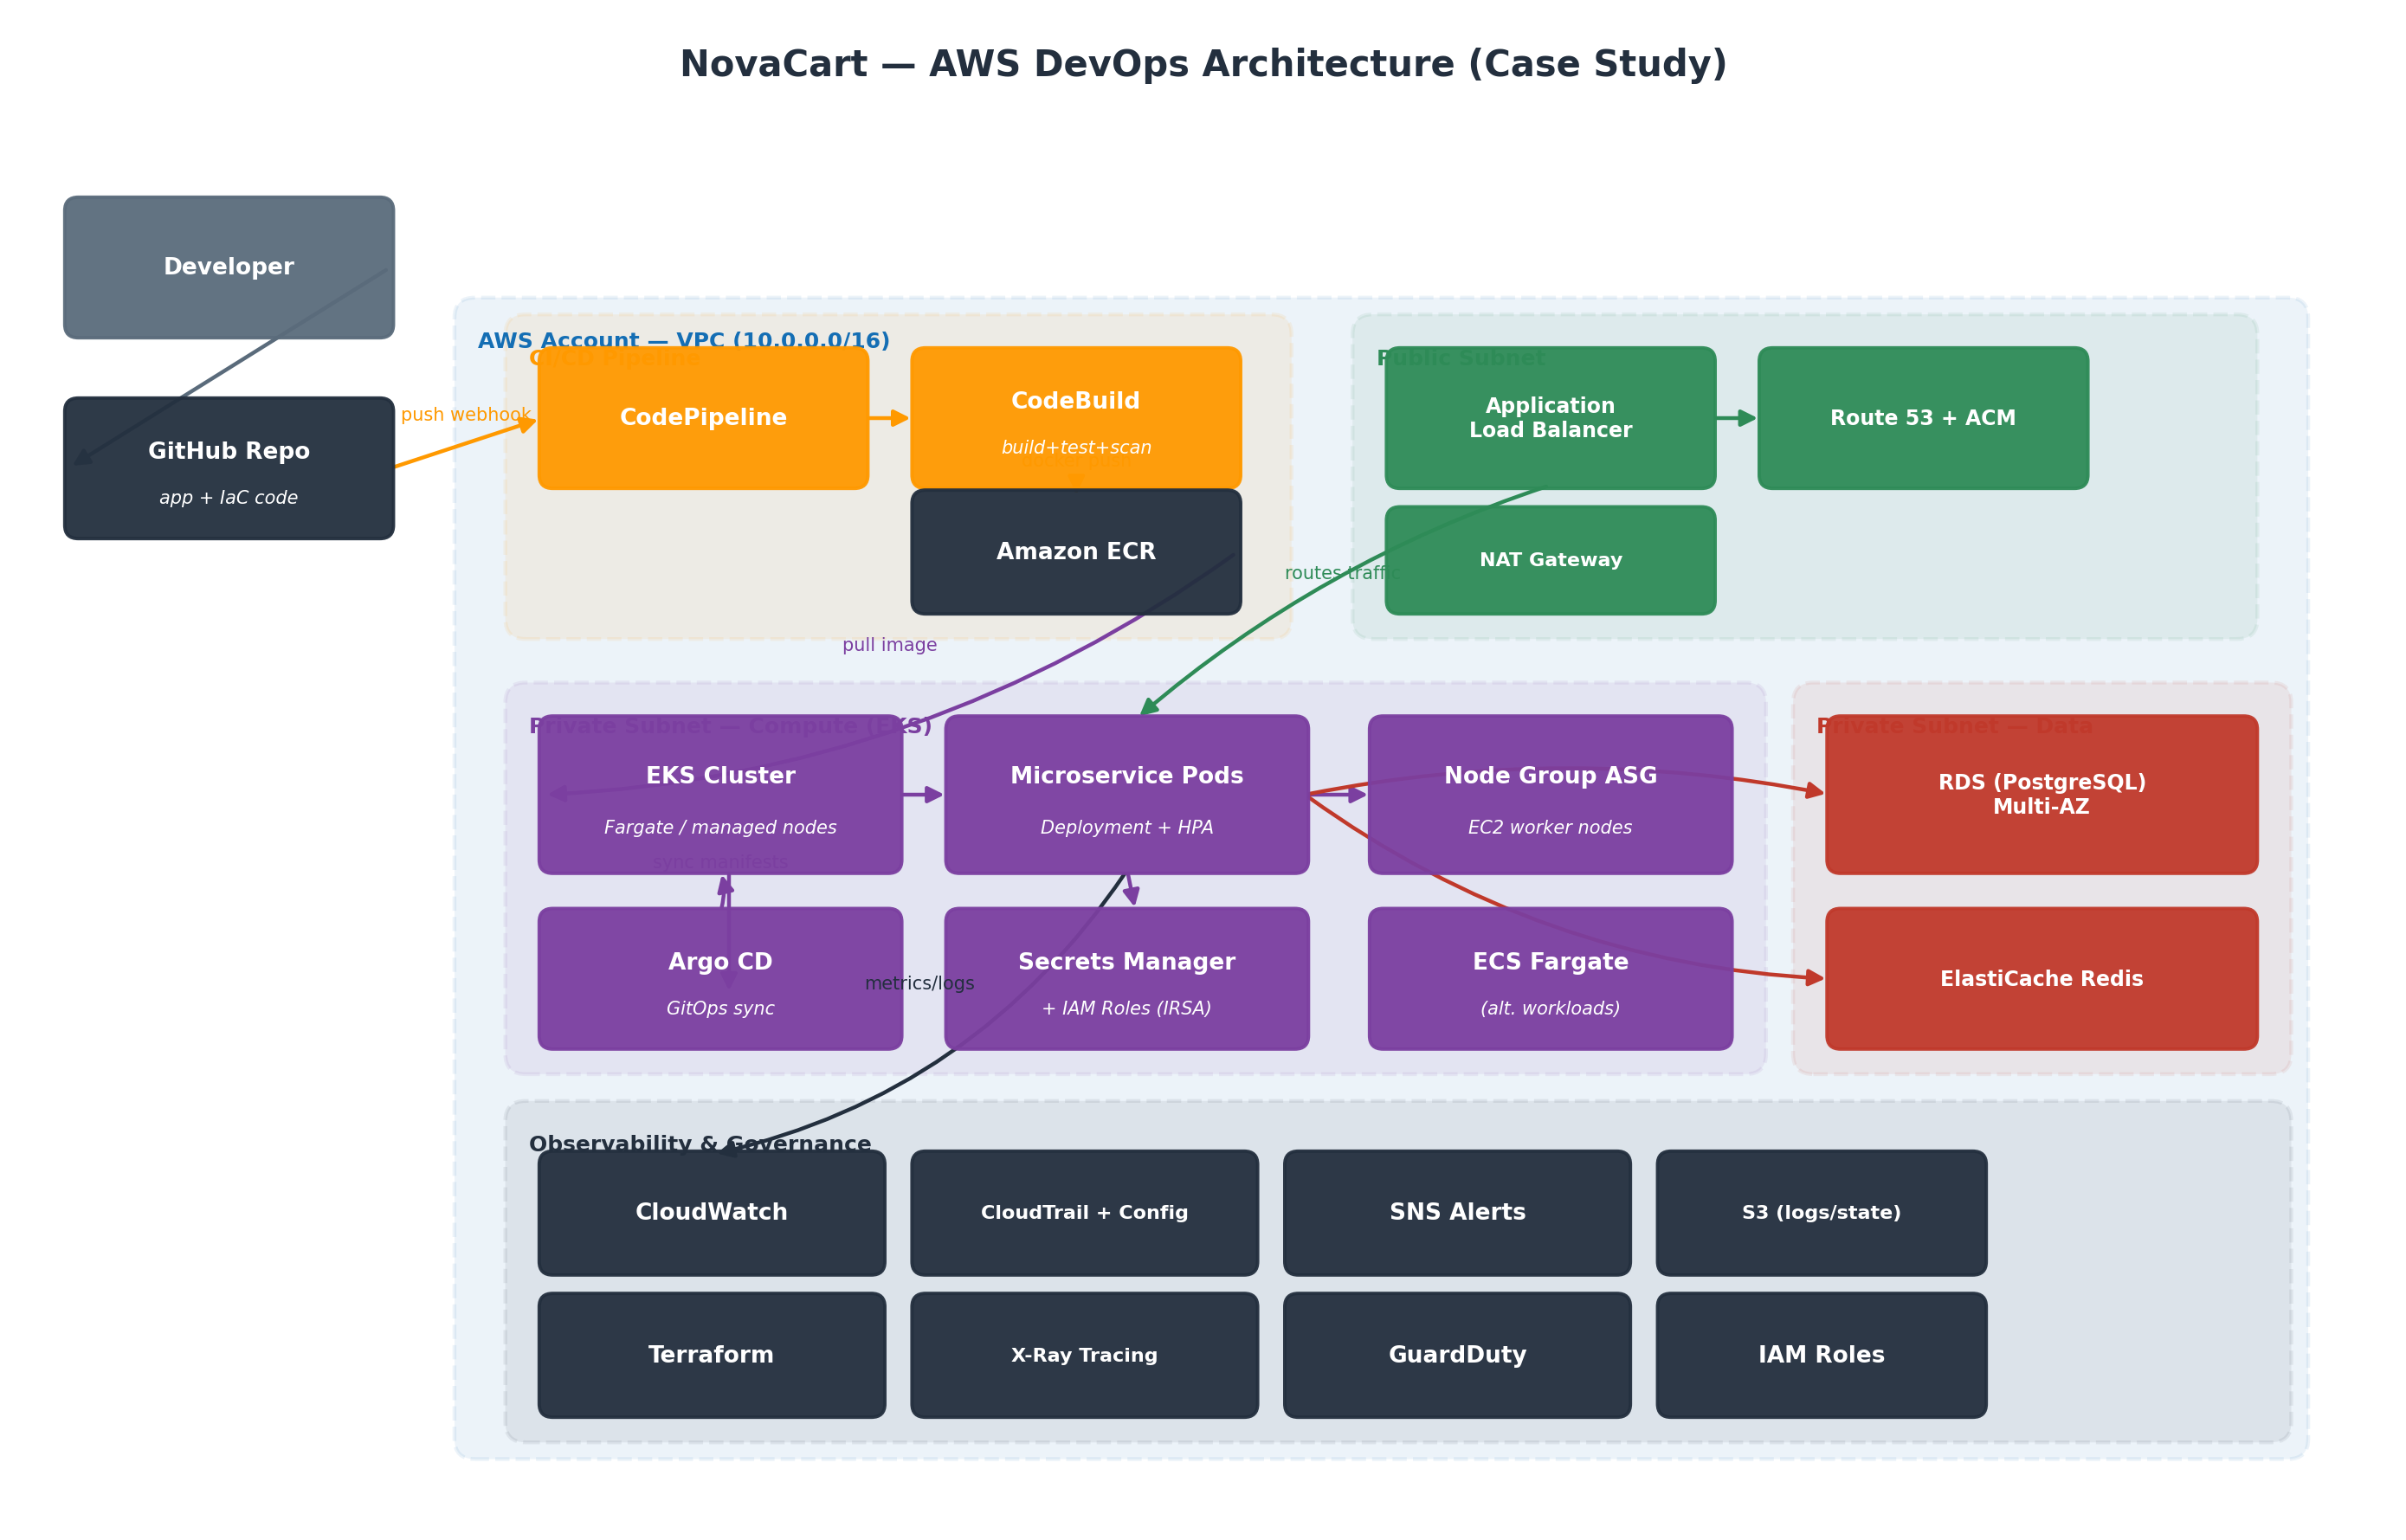 NovaCart — AWS DevOps Architecture (Case Study)
Developer
GitHub Repo
app + IaC code
push webhook
AWS Account — VPC (10.0.0.0/16)
CI/CD Pipeline
CodePipeline
CodeBuild
build+test+scan
Amazon ECR
Public Subnet
Application
Load Balancer
Route 53 + ACM
NAT Gateway
routes traffic
pull image
Private Subnet — Compute (EKS)
EKS Cluster
Fargate / managed nodes
sync manifests
Microservice Pods
Deployment + HPA
Node Group ASG
EC2 worker nodes
Argo CD
GitOps sync
metrics/logs
Secrets Manager
+ IAM Roles (IRSA)
ECS Fargate
(alt. workloads)
Private Subnet — Data
RDS (PostgreSQL)
Multi-AZ
ElastiCache Redis
Observability & Governance
CloudWatch
CloudTrail + Config
SNS Alerts
S3 (logs/state)
Terraform
X-Ray Tracing
GuardDuty
IAM Roles